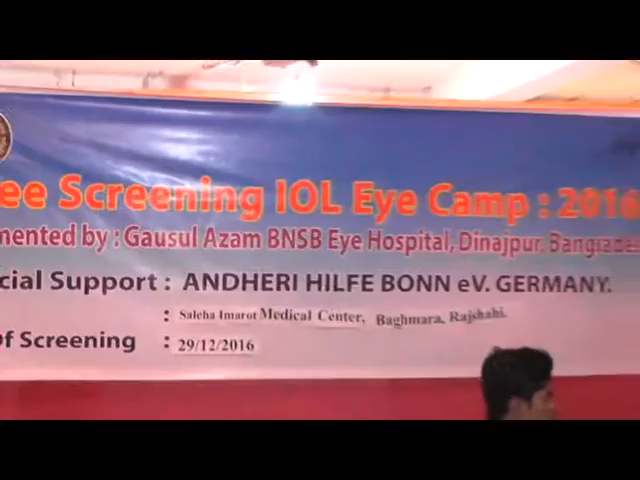 ee Screening IOL Eye Camp : 2016
mented by : Gausul Azam BNSB Eye Hospital, Dinajpur. Banglades
cial Support : ANDHERI HILFE BONN eV. GERMANY.
: Saleha Imarot Medical Center, Baghmara, Rajshahi.
Of Screening : 29/12/2016